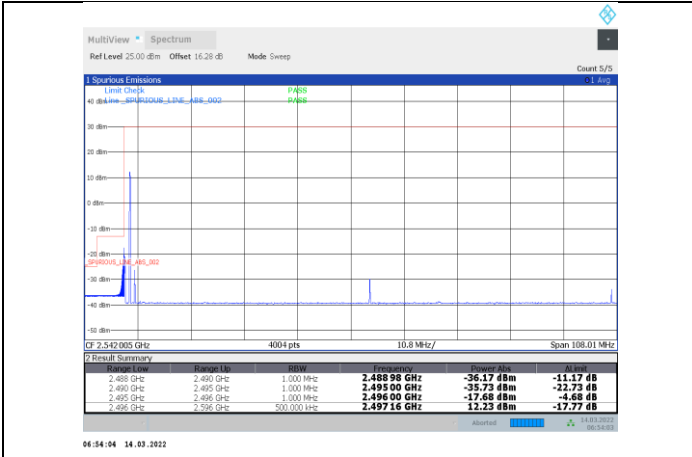 MultiView Spectrum
Ref Level 25.00 dBm Offset 16.28 dB Mode Sweep
Count 5/5
1 Spurious Emissions 1 Avg
Limit Check PASS
40 dBm Line _SPURIOUS_LINE_ABS_002 PASS
30 dBm
20 dBm
10 dBm
0 dBm
-10 dBm
-20 dBm
_SPURIOUS_LINE_ABS_002
-30 dBm
-40 dBm
-50 dBm
CF 2.542005 GHz 4004 pts 10.8 MHz/ Span 108.01 MHz
2 Result Summary
Range Low Range Up RBW Frequency Power Abs ΔLimit
2.488 GHz 2.490 GHz 1.000 MHz 2.48898 GHz -36.17 dBm -11.17 dB
2.490 GHz 2.495 GHz 1.000 MHz 2.49500 GHz -35.73 dBm -22.73 dB
2.495 GHz 2.496 GHz 1.000 MHz 2.49600 GHz -17.68 dBm -4.68 dB
2.496 GHz 2.596 GHz 500.000 kHz 2.49716 GHz 12.23 dBm -17.77 dB
Aborted 14.03.2022
06:54:03
06:54:04 14.03.2022